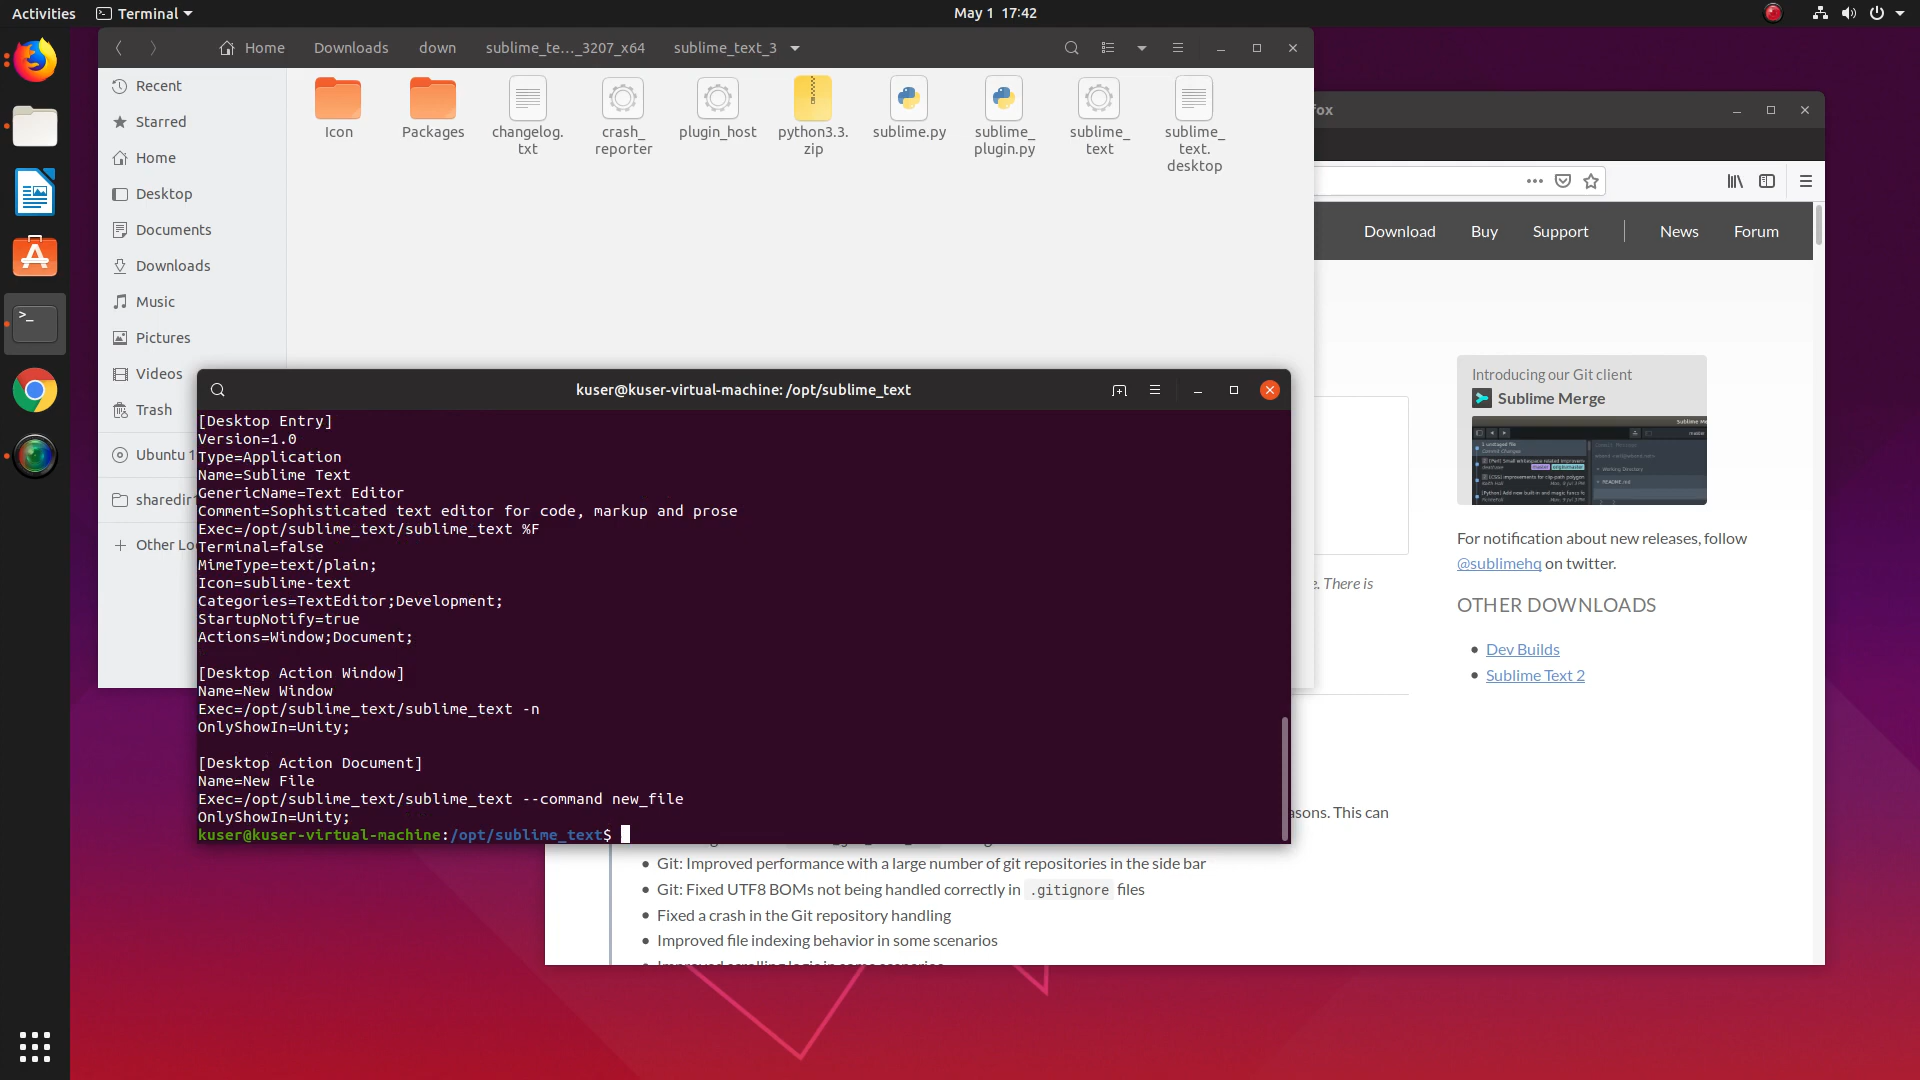 Activities
Terminal
May 1 17:42
Home
Downloads
down
sublime_te..._3207_x64
sublime_text_3
Recent
Starred
Home
Desktop
Documents
Downloads
Music
Pictures
Videos
Trash
Ubuntu 1
sharedir
Other Lo
Icon
Packages
changelog.
txt
crash_
reporter
plugin_host
python3.3.
zip
sublime.py
sublime_
plugin.py
sublime_
text
sublime_
text.
desktop
fox
Download
Buy
Support
News
Forum
Introducing our Git client
Sublime Merge
For notification about new releases, follow
@sublimehq on twitter.
OTHER DOWNLOADS
Dev Builds
Sublime Text 2
. There is
asons. This can
kuser@kuser-virtual-machine: /opt/sublime_text
[Desktop Entry]
Version=1.0
Type=Application
Name=Sublime Text
GenericName=Text Editor
Comment=Sophisticated text editor for code, markup and prose
Exec=/opt/sublime_text/sublime_text %F
Terminal=false
MimeType=text/plain;
Icon=sublime-text
Categories=TextEditor;Development;
StartupNotify=true
Actions=Window;Document;
[Desktop Action Window]
Name=New Window
Exec=/opt/sublime_text/sublime_text -n
OnlyShowIn=Unity;
[Desktop Action Document]
Name=New File
Exec=/opt/sublime_text/sublime_text --command new_file
OnlyShowIn=Unity;
kuser@kuser-virtual-machine:/opt/sublime_text$
Git: Improved performance with a large number of git repositories in the side bar
Git: Fixed UTF8 BOMs not being handled correctly in .gitignore files
Fixed a crash in the Git repository handling
Improved file indexing behavior in some scenarios
Improved scrolling logic in some scenarios